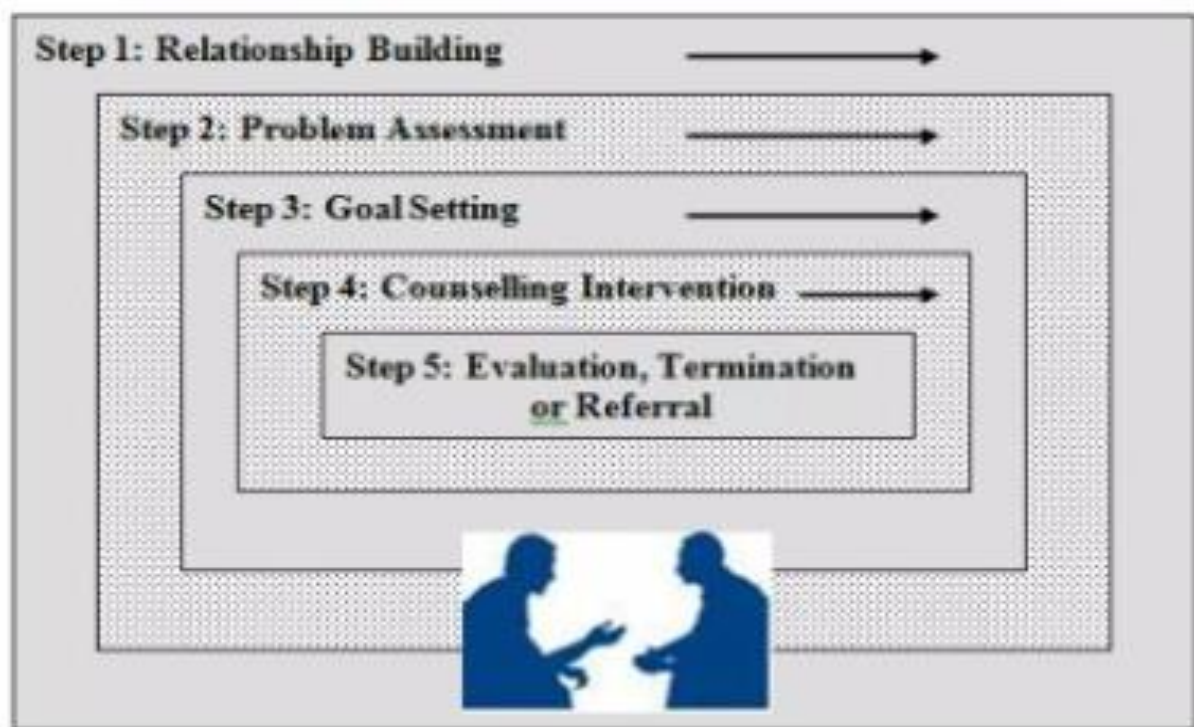 Step 1: Relationship Building
Step 2: Problem Assessment
Step 3: Goal Setting
Step 4: Counselling Intervention
Step 5: Evaluation, Termination
or Referral